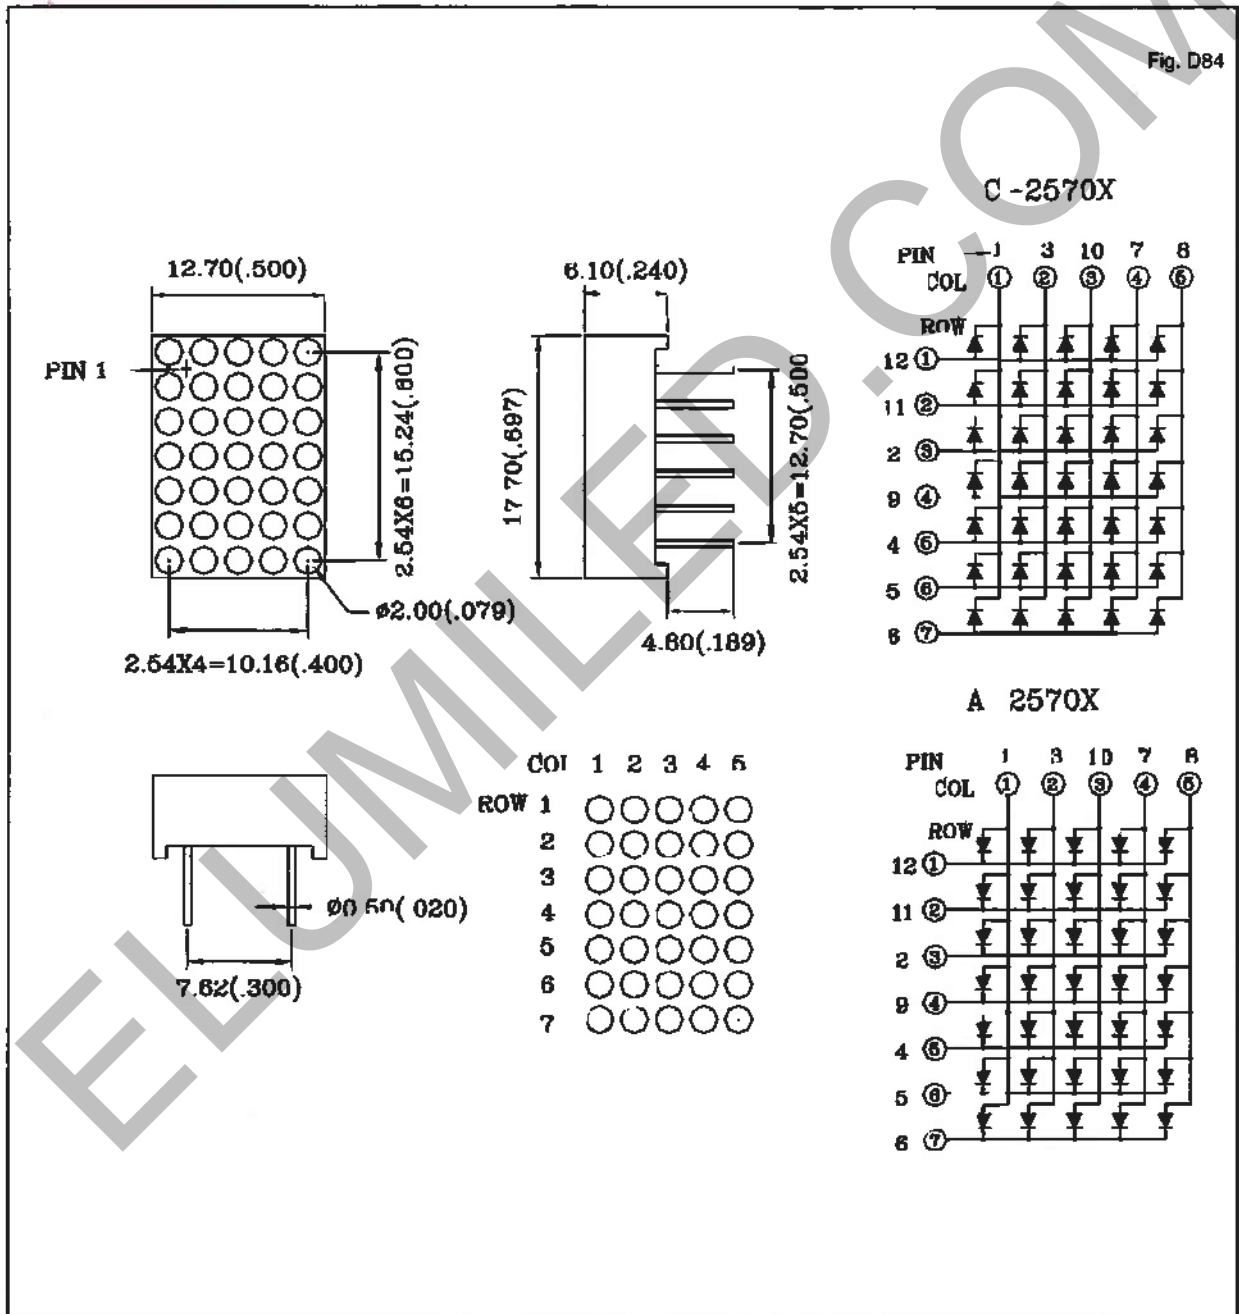 Fig. D84
C-2570X
12.70(.500)
6.10(.240)
PIN 1 3 10 7 8
COL ① ② ③ ④ ⑤
ROW
12 ①
11 ②
2 ③
9 ④
4 ⑤
5 ⑥
6 ⑦
PIN 1
2.54X6=15.24(.600)
17 70(.697)
2.54X5=12.70(.500
ø2.00(.079)
2.54X4=10.16(.400)
4.80(.189)
A 2570X
PIN 1 3 10 7 8
COL ① ② ③ ④ ⑤
ROW
12 ①
11 ②
2 ③
9 ④
4 ⑤
5 ⑥
6 ⑦
COL 1 2 3 4 5
ROW 1
2
3
4
5
6
7
Ø0.50( 020)
7.62(.300)
ELUMILED.COM